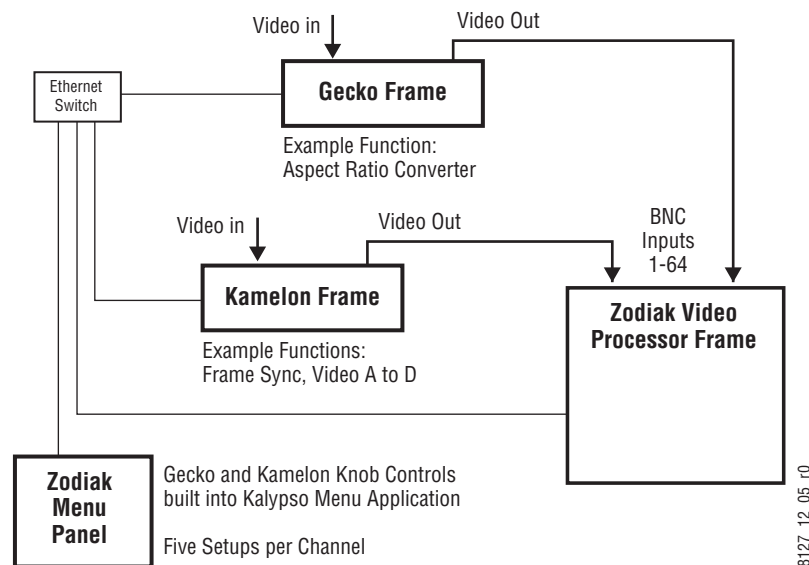 Video in
Video Out
Ethernet
Switch
Gecko Frame
Example Function:
Aspect Ratio Converter
Video in
Video Out
BNC
Inputs
1-64
Kamelon Frame
Zodiak Video
Processor Frame
Example Functions:
Frame Sync, Video A to D
Zodiak
Menu
Panel
Gecko and Kamelon Knob Controls
built into Kalypso Menu Application
Five Setups per Channel
8127_12_05_r0